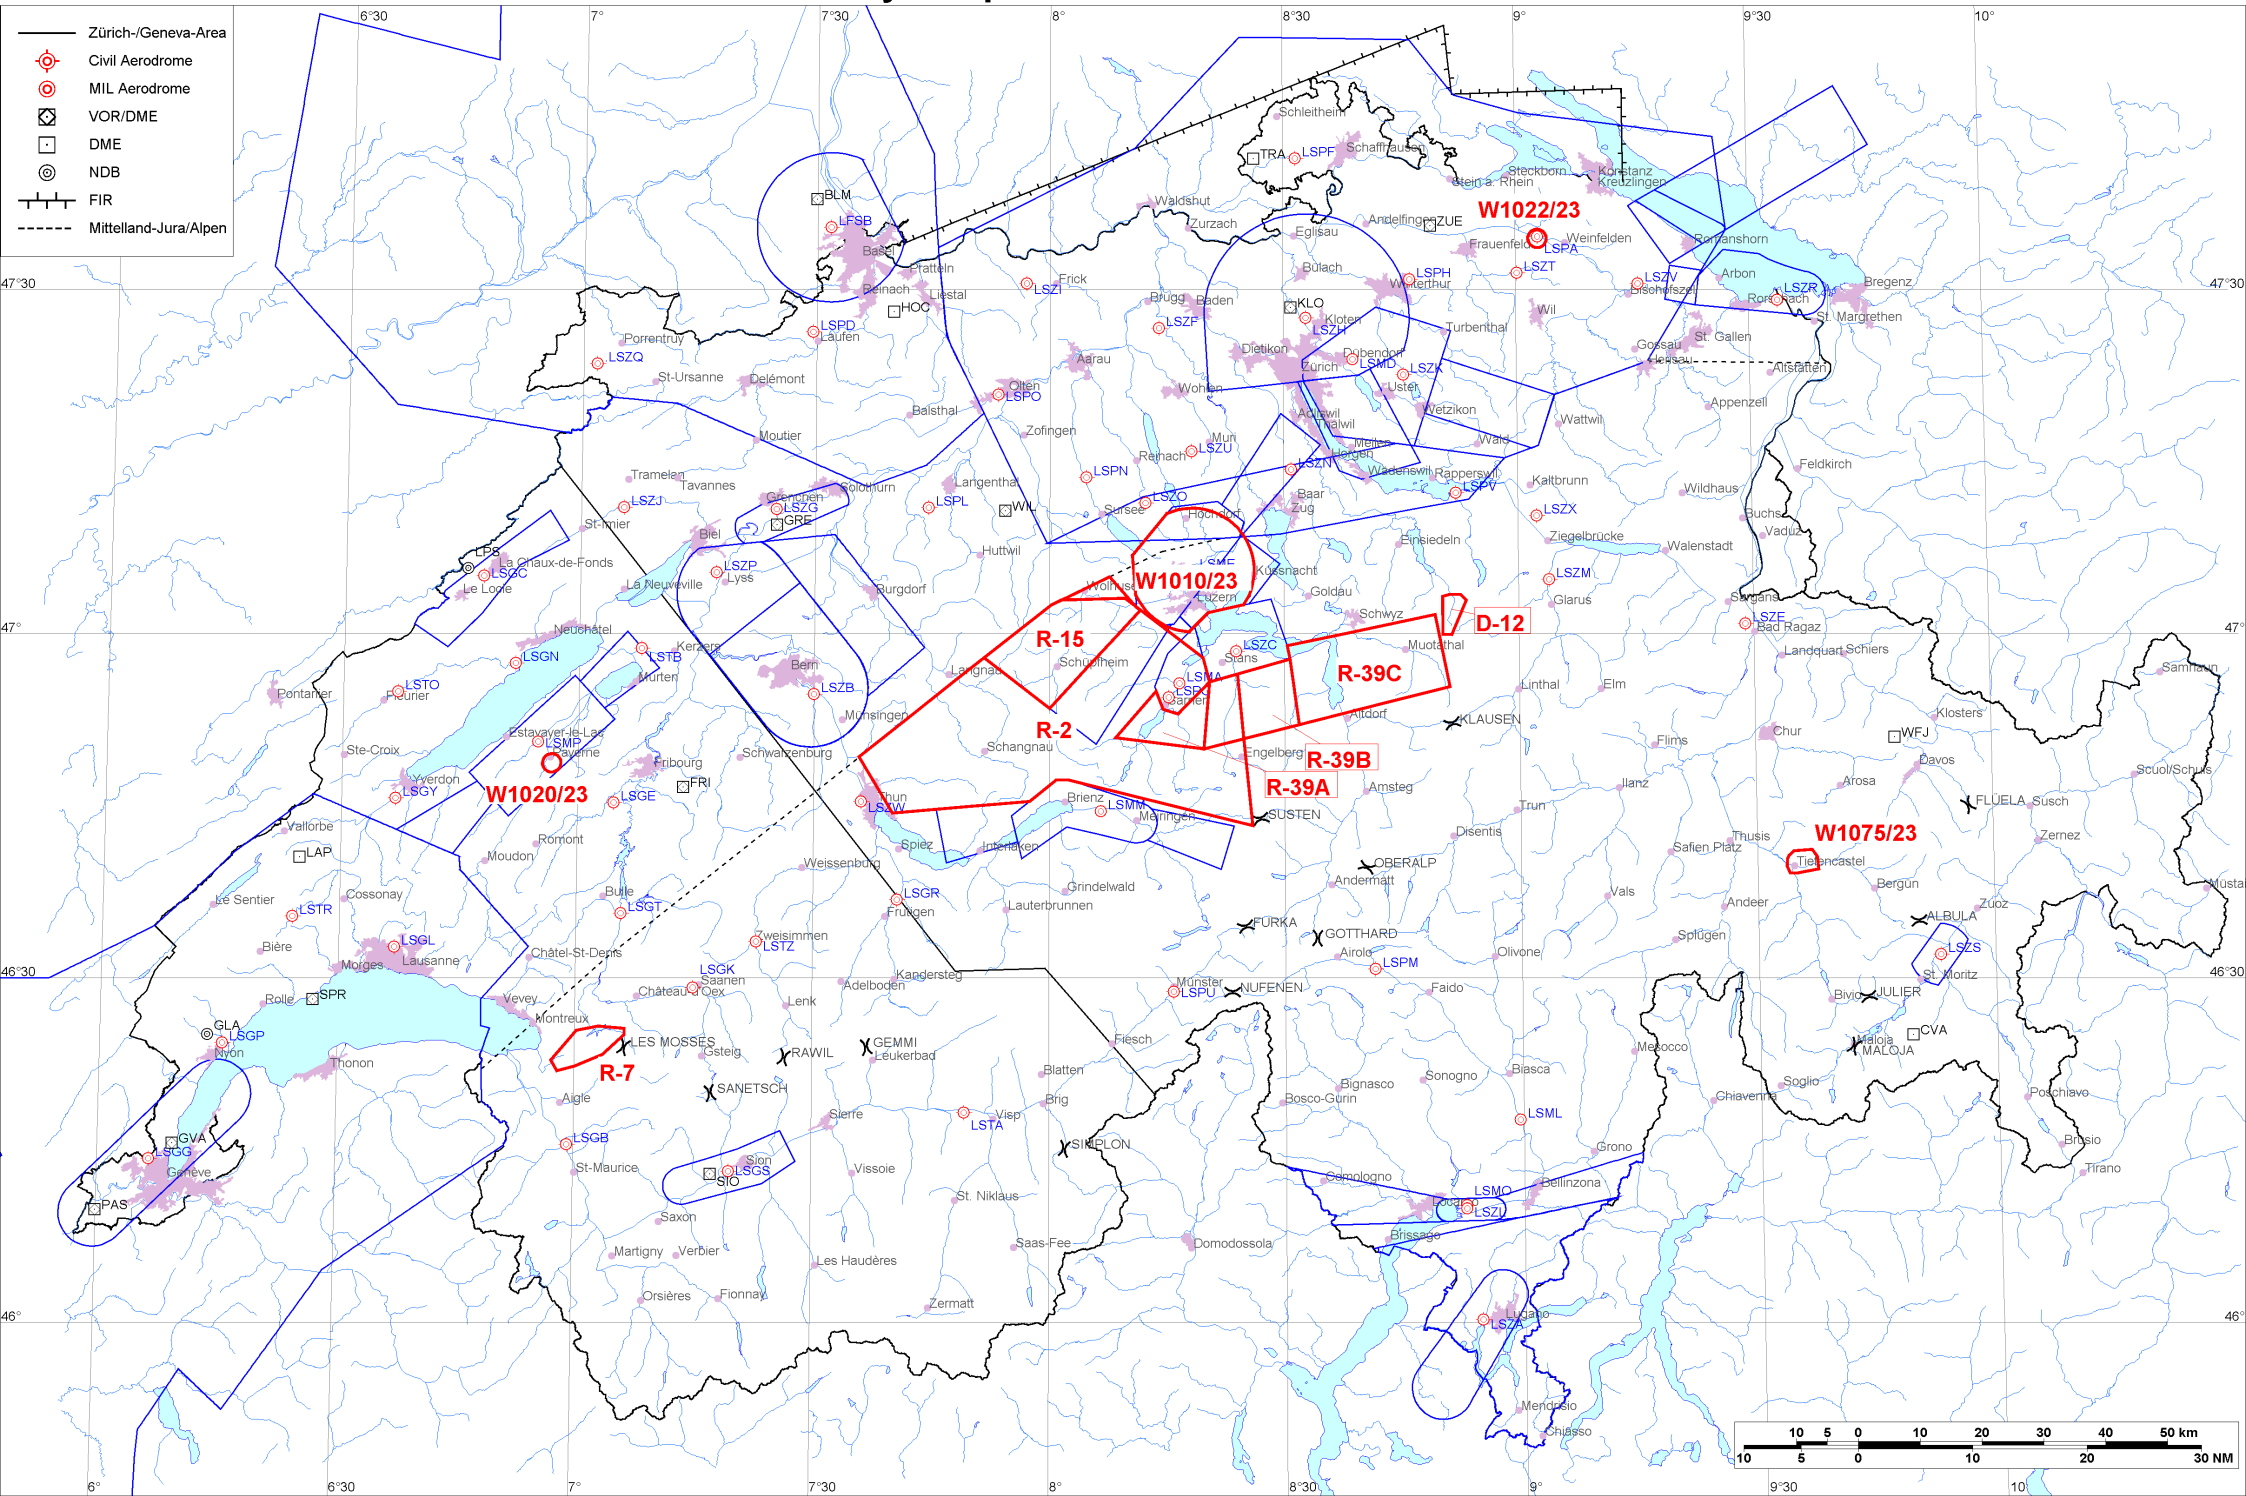 6°30
7°
7°30
8°
8°30
9°
9°30
10°
Zürich-/Geneva-Area
Civil Aerodrome
MIL Aerodrome
VOR/DME
DME
NDB
FIR
Mittelland-Jura/Alpen
Schleitheim
TRA
LSPF
Schaffhausen
Steckborn
Stein a. Rhein
Konstanz
Kreuzlingen
BLM
LFSB
Basel
Waldshut
Zurzach
Eglisau
Andelfingen
ZUE
W1022/23
LSPA
Weinfelden
Frauenfeld
Romanshorn
Pratteln
Reinach
Liestal
HOC
LSZI
Frick
Bülach
LSPH
Winterthur
LSZT
LSZV
Bischofszell
Arbon
LSZR
Rorschach
Bregenz
St. Margrethen
47°30
47°30
LSPD
Laufen
Porrentruy
LSZQ
St-Ursanne
Delémont
Brugg
Baden
LSZF
KLO
Kloten
LSZH
Turbenthal
Wil
St. Gallen
Gossau
Herisau
Altstätten
Aarau
Dietikon
Zürich
Dübendorf
LSMD
LSZK
Uster
Olten
LSPO
Wohlen
Wetzikon
Appenzell
Balsthal
Zofingen
Adliswil
Thalwil
Wattwil
Moutier
Muri
LSZU
Reinach
Meilen
Horgen
Wald
Tramelan
Tavannes
LSPN
LSZN
Wädenswil
Rapperswil
LSPV
Kaltbrunn
Wildhaus
Feldkirch
Grenchen
Solothurn
Langenthal
LSZJ
LSZG
GRE
LSPL
WIL
LSZO
Sursee
Hochdorf
Baar
Zug
LSZX
Buchs
Vaduz
St-Imier
Biel
Huttwil
Einsiedeln
Ziegelbrücke
Walenstadt
LPS
La Chaux-de-Fonds
LSGC
Le Locle
LSZP
Lyss
La Neuveville
Burgdorf
Wolhusen
LSME
W1010/23
Luzern
Küssnacht
Goldau
Schwyz
LSZM
Glarus
Sargans
LSZE
Bad Ragaz
D-12
47°
47°
Neuchâtel
LSGN
LSTB
Kerzers
Murten
R-15
Schüpfheim
Langnau
LSZC
Stans
Muotathal
R-39C
Landquart
Schiers
Samnaun
LSTO
Fleurier
Pontarlier
Bern
LSZB
Münsingen
LSMA
LSPG
Sarnen
Linthal
Elm
Altdorf
KLAUSEN
Klosters
Estavayer-le-Lac
LSMP
Payerne
Ste-Croix
Schwarzenburg
R-2
Schangnau
Engelberg
R-39B
R-39A
Flims
Chur
WFJ
Davos
Scuol/Schuls
Yverdon
LSGY
W1020/23
Fribourg
FRI
LSGE
Thun
LSZW
Brienz
LSMM
Meiringen
SUSTEN
Amsteg
Ilanz
Trun
Arosa
FLÜELA
Susch
Vallorbe
LAP
Romont
Moudon
Weissenburg
Spiez
Interlaken
Disentis
Safien Platz
Thusis
W1075/23
Tiefencastel
Zernez
OBERALP
Andermatt
Vals
Bergün
Müstair
Le Sentier
Cossonay
LSTR
Bulle
LSGT
LSGR
Frutigen
Grindelwald
Lauterbrunnen
FURKA
GOTTHARD
Andeer
ALBULA
Zuoz
Bière
LSGL
Morges
Lausanne
Châtel-St-Denis
Zweisimmen
LSTZ
Airolo
LSPM
Olivone
Splügen
LSZS
St. Moritz
46°30
46°30
LSGK
Saanen
Château-d'Oex
Adelboden
Kandersteg
Münster
LSPU
NUFENEN
Faido
Bivio
JULIER
SPR
Rolle
Vevey
Montreux
Lenk
GLA
LSGP
Nyon
Thonon
LES MOSSES
R-7
Gsteig
RAWIL
GEMMI
Leukerbad
Fiesch
Mesocco
CVA
Maloja
MALOJA
SANETSCH
Aigle
Blatten
Brig
Bignasco
Sonogno
Biasca
Soglio
Chiavenna
Poschiavo
Bosco-Gurin
Sierre
LSTA
Visp
LSML
GVA
LSGG
Genève
LSGB
St-Maurice
Sion
LSGS
SIO
Vissoie
SIMPLON
Grono
Brusio
Tirano
PAS
St. Niklaus
Comologno
Locarno
LSMO
LSZL
Bellinzona
Saxon
Martigny
Verbier
Les Haudères
Saas-Fee
Domodossola
Brissago
Orsières
Fionnay
Zermatt
46°
46°
Lugano
LSZA
Mendrisio
Chiasso
10 5 0 10 20 30 40 50 km
10 5 0 10 20 30 NM
6°
6°30
7°
7°30
8°
8°30
9°
9°30
10°